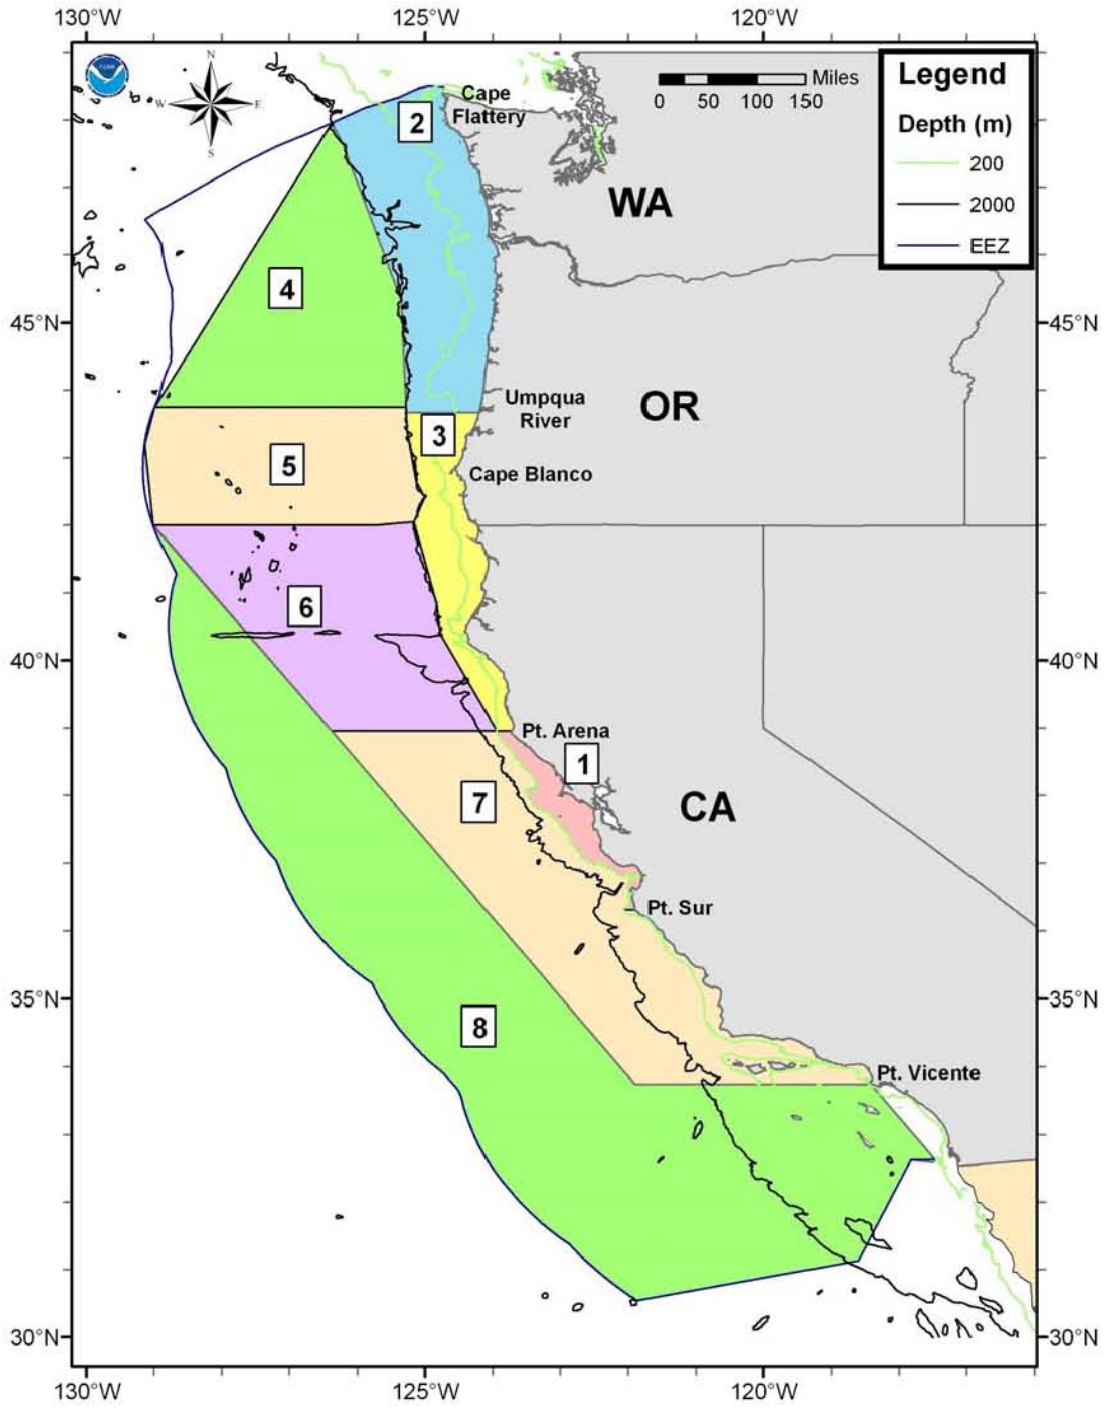 130°W 125°W 120°W
N
W E
S
Cape
Flattery
Miles
0 50 100 150
Legend
Depth (m)
200
2000
EEZ
2
WA
4
45°N 45°N
Umpqua
River
OR
3
5
Cape Blanco
6
40°N 40°N
Pt. Arena
1
7
CA
Pt. Sur
35°N 35°N
8
Pt. Vicente
30°N 30°N
130°W 125°W 120°W